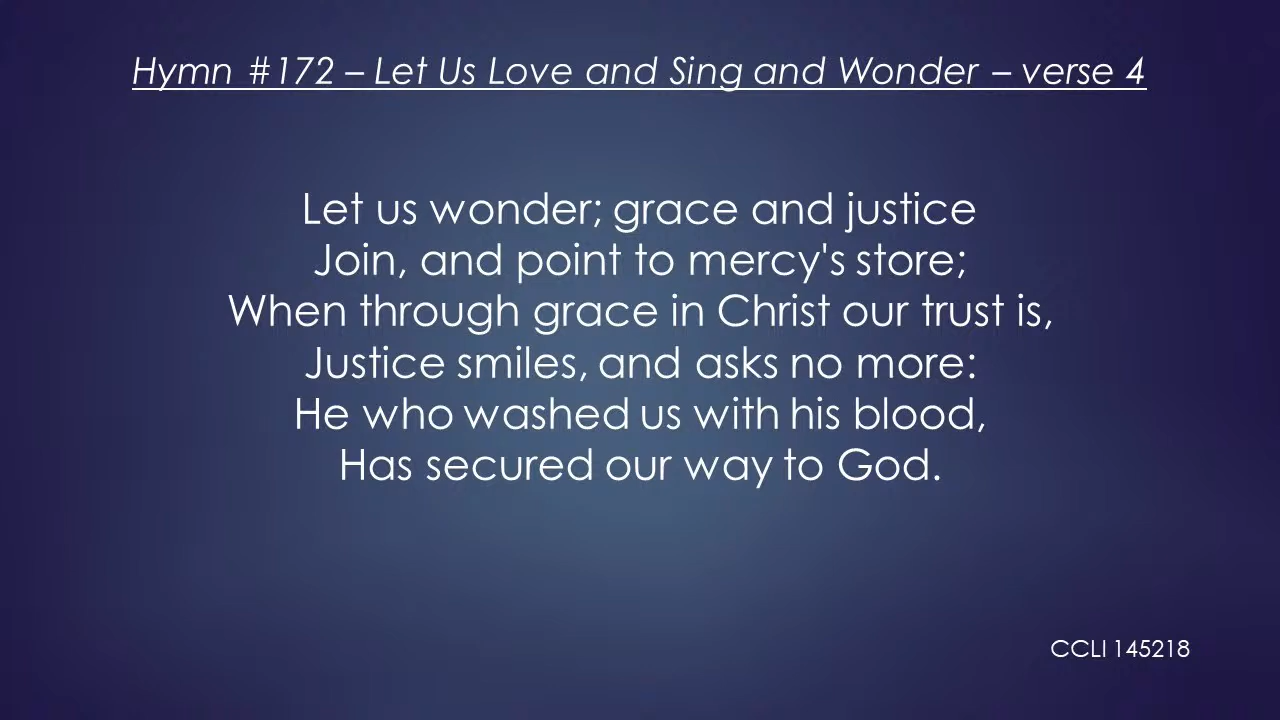 Hymn #172 – Let Us Love and Sing and Wonder – verse 4
Let us wonder; grace and justice
Join, and point to mercy's store;
When through grace in Christ our trust is,
Justice smiles, and asks no more:
He who washed us with his blood,
Has secured our way to God.
CCLI 145218